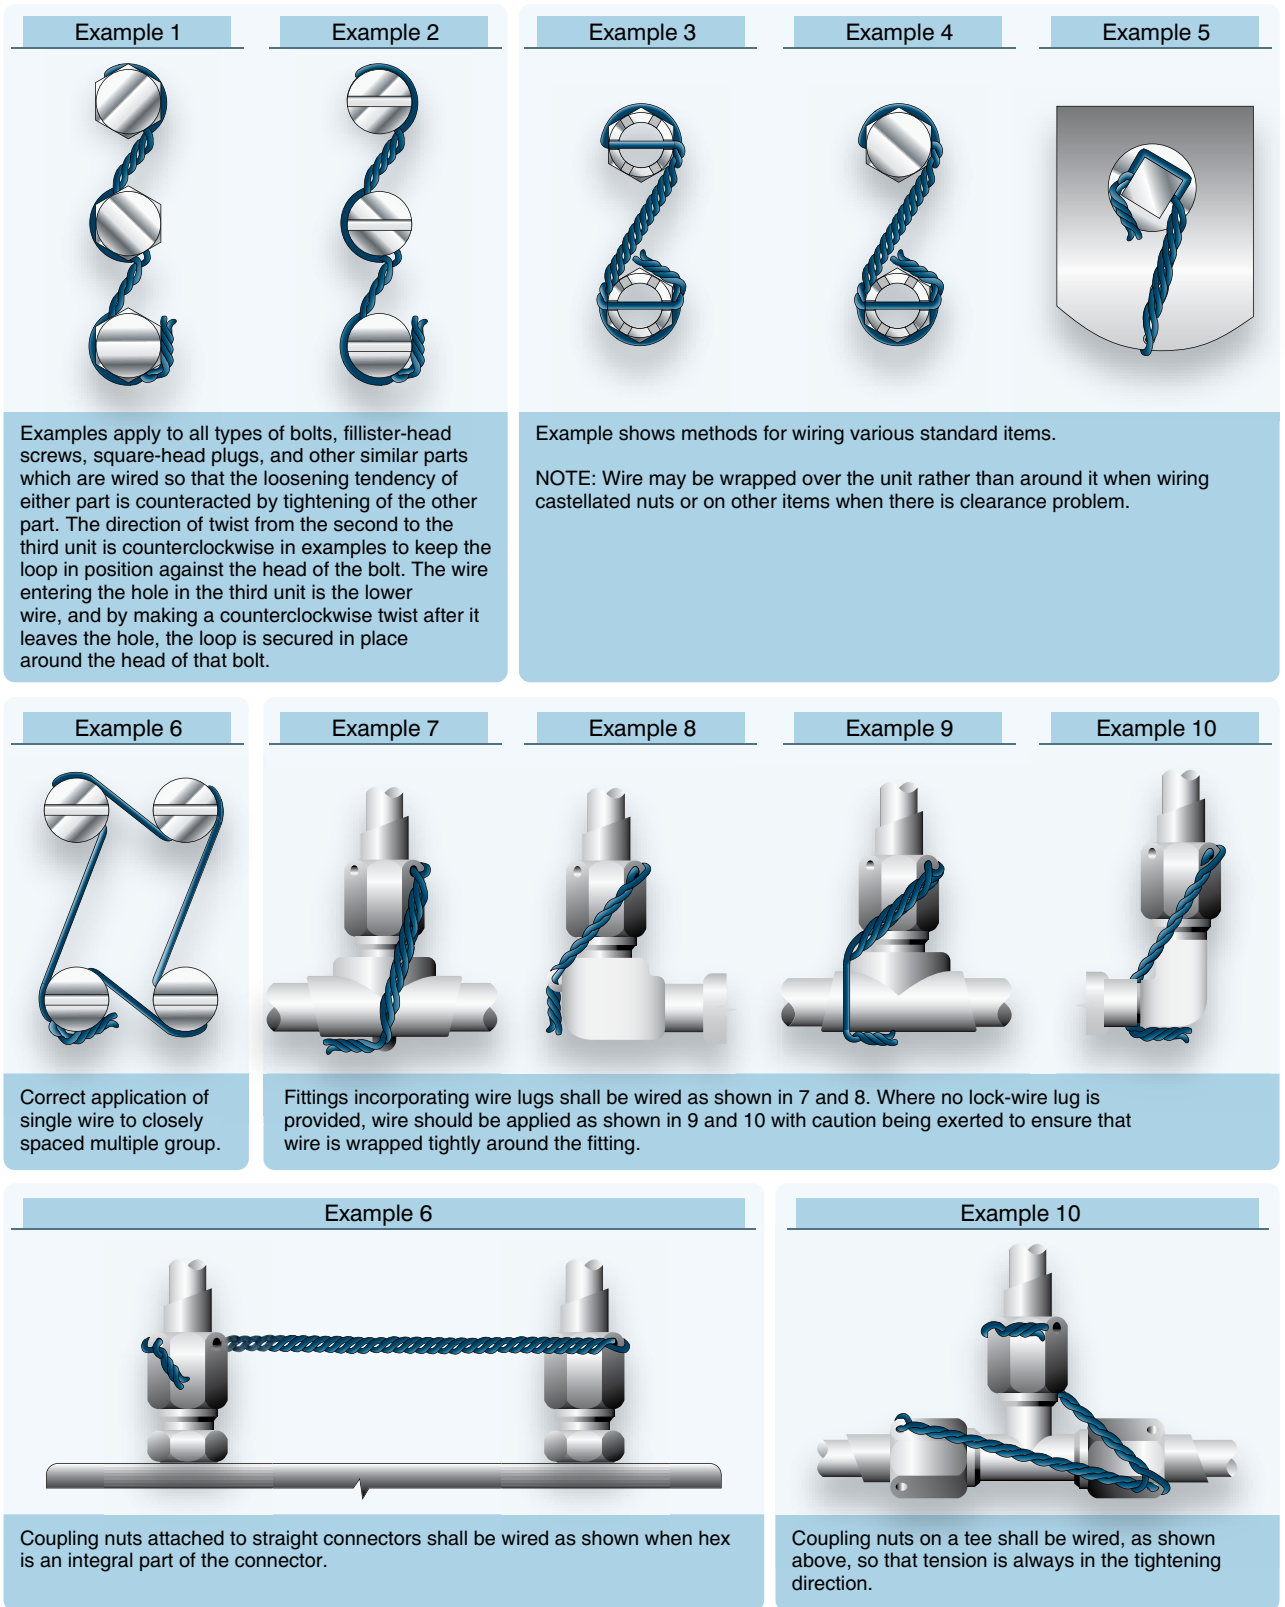 Example 1
Example 2
Examples apply to all types of bolts, fillister-head
screws, square-head plugs, and other similar parts
which are wired so that the loosening tendency of
either part is counteracted by tightening of the other
part. The direction of twist from the second to the
third unit is counterclockwise in examples to keep the
loop in position against the head of the bolt. The wire
entering the hole in the third unit is the lower
wire, and by making a counterclockwise twist after it
leaves the hole, the loop is secured in place
around the head of that bolt.
Example 3
Example 4
Example 5
Example shows methods for wiring various standard items.
NOTE: Wire may be wrapped over the unit rather than around it when wiring
castellated nuts or on other items when there is clearance problem.
Example 6
Correct application of
single wire to closely
spaced multiple group.
Example 7
Example 8
Example 9
Example 10
Fittings incorporating wire lugs shall be wired as shown in 7 and 8. Where no lock-wire lug is
provided, wire should be applied as shown in 9 and 10 with caution being exerted to ensure that
wire is wrapped tightly around the fitting.
Example 6
Coupling nuts attached to straight connectors shall be wired as shown when hex
is an integral part of the connector.
Example 10
Coupling nuts on a tee shall be wired, as shown
above, so that tension is always in the tightening
direction.